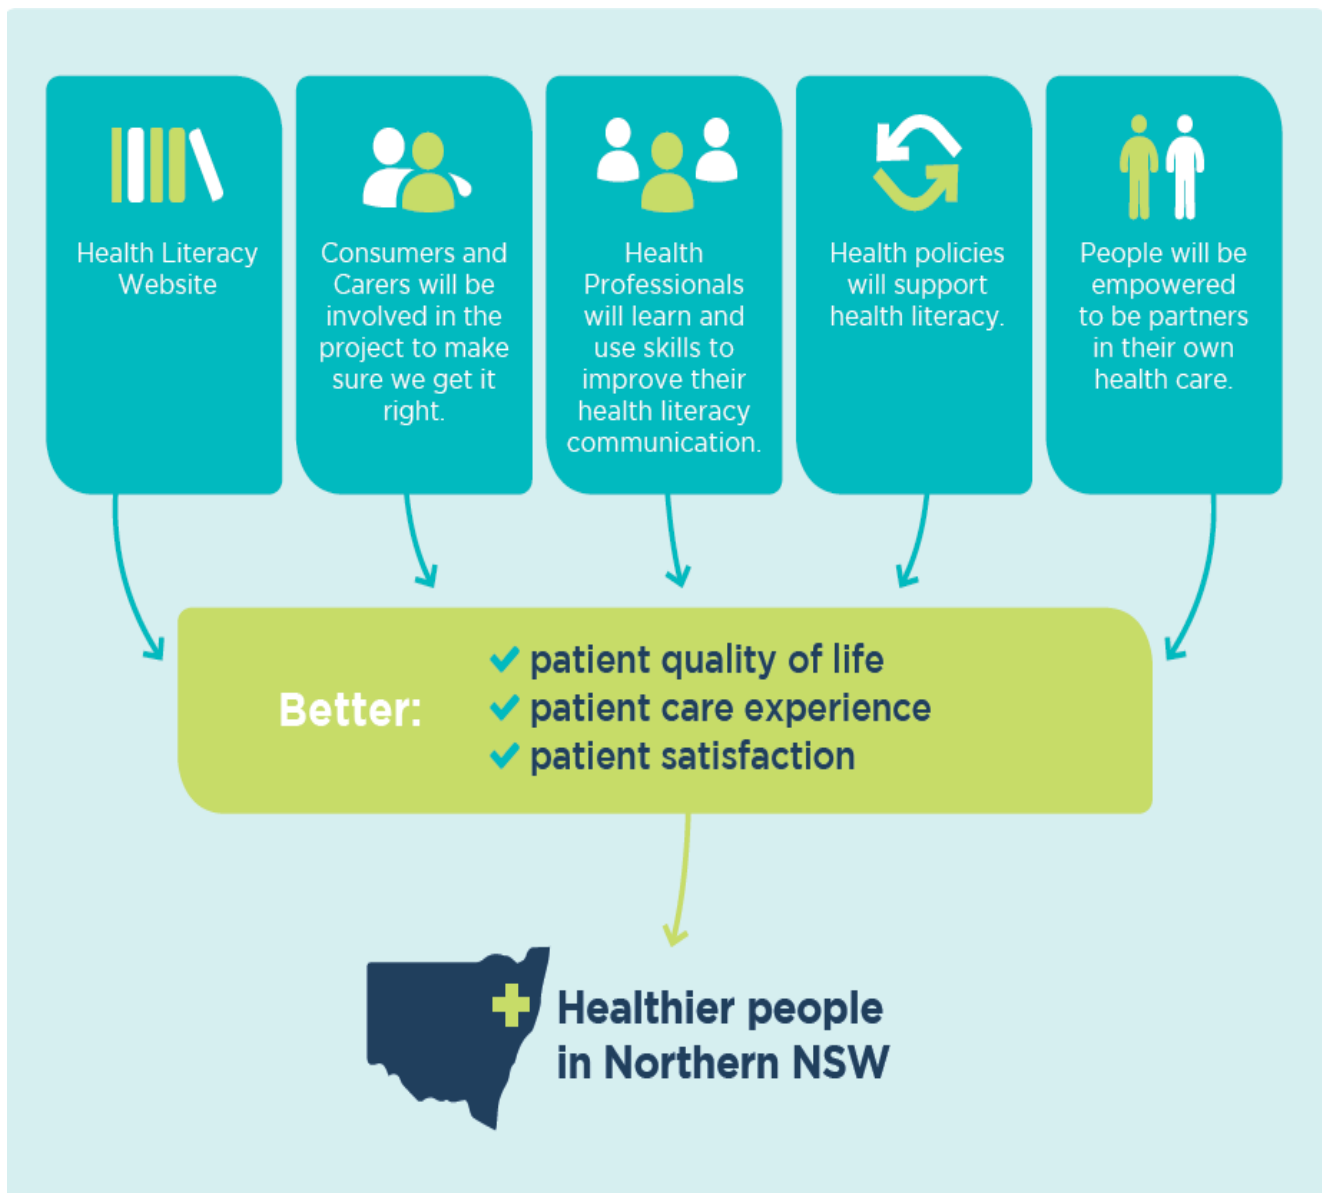 Health Literacy
Website
Consumers and
Carers will be
involved in the
project to make
sure we get it
right.
Health
Professionals
will learn and
use skills to
improve their
health literacy
communication.
Health policies
will support
health literacy.
People will be
empowered
to be partners
in their own
health care.
Better:
patient quality of life
patient care experience
patient satisfaction
Healthier people
in Northern NSW